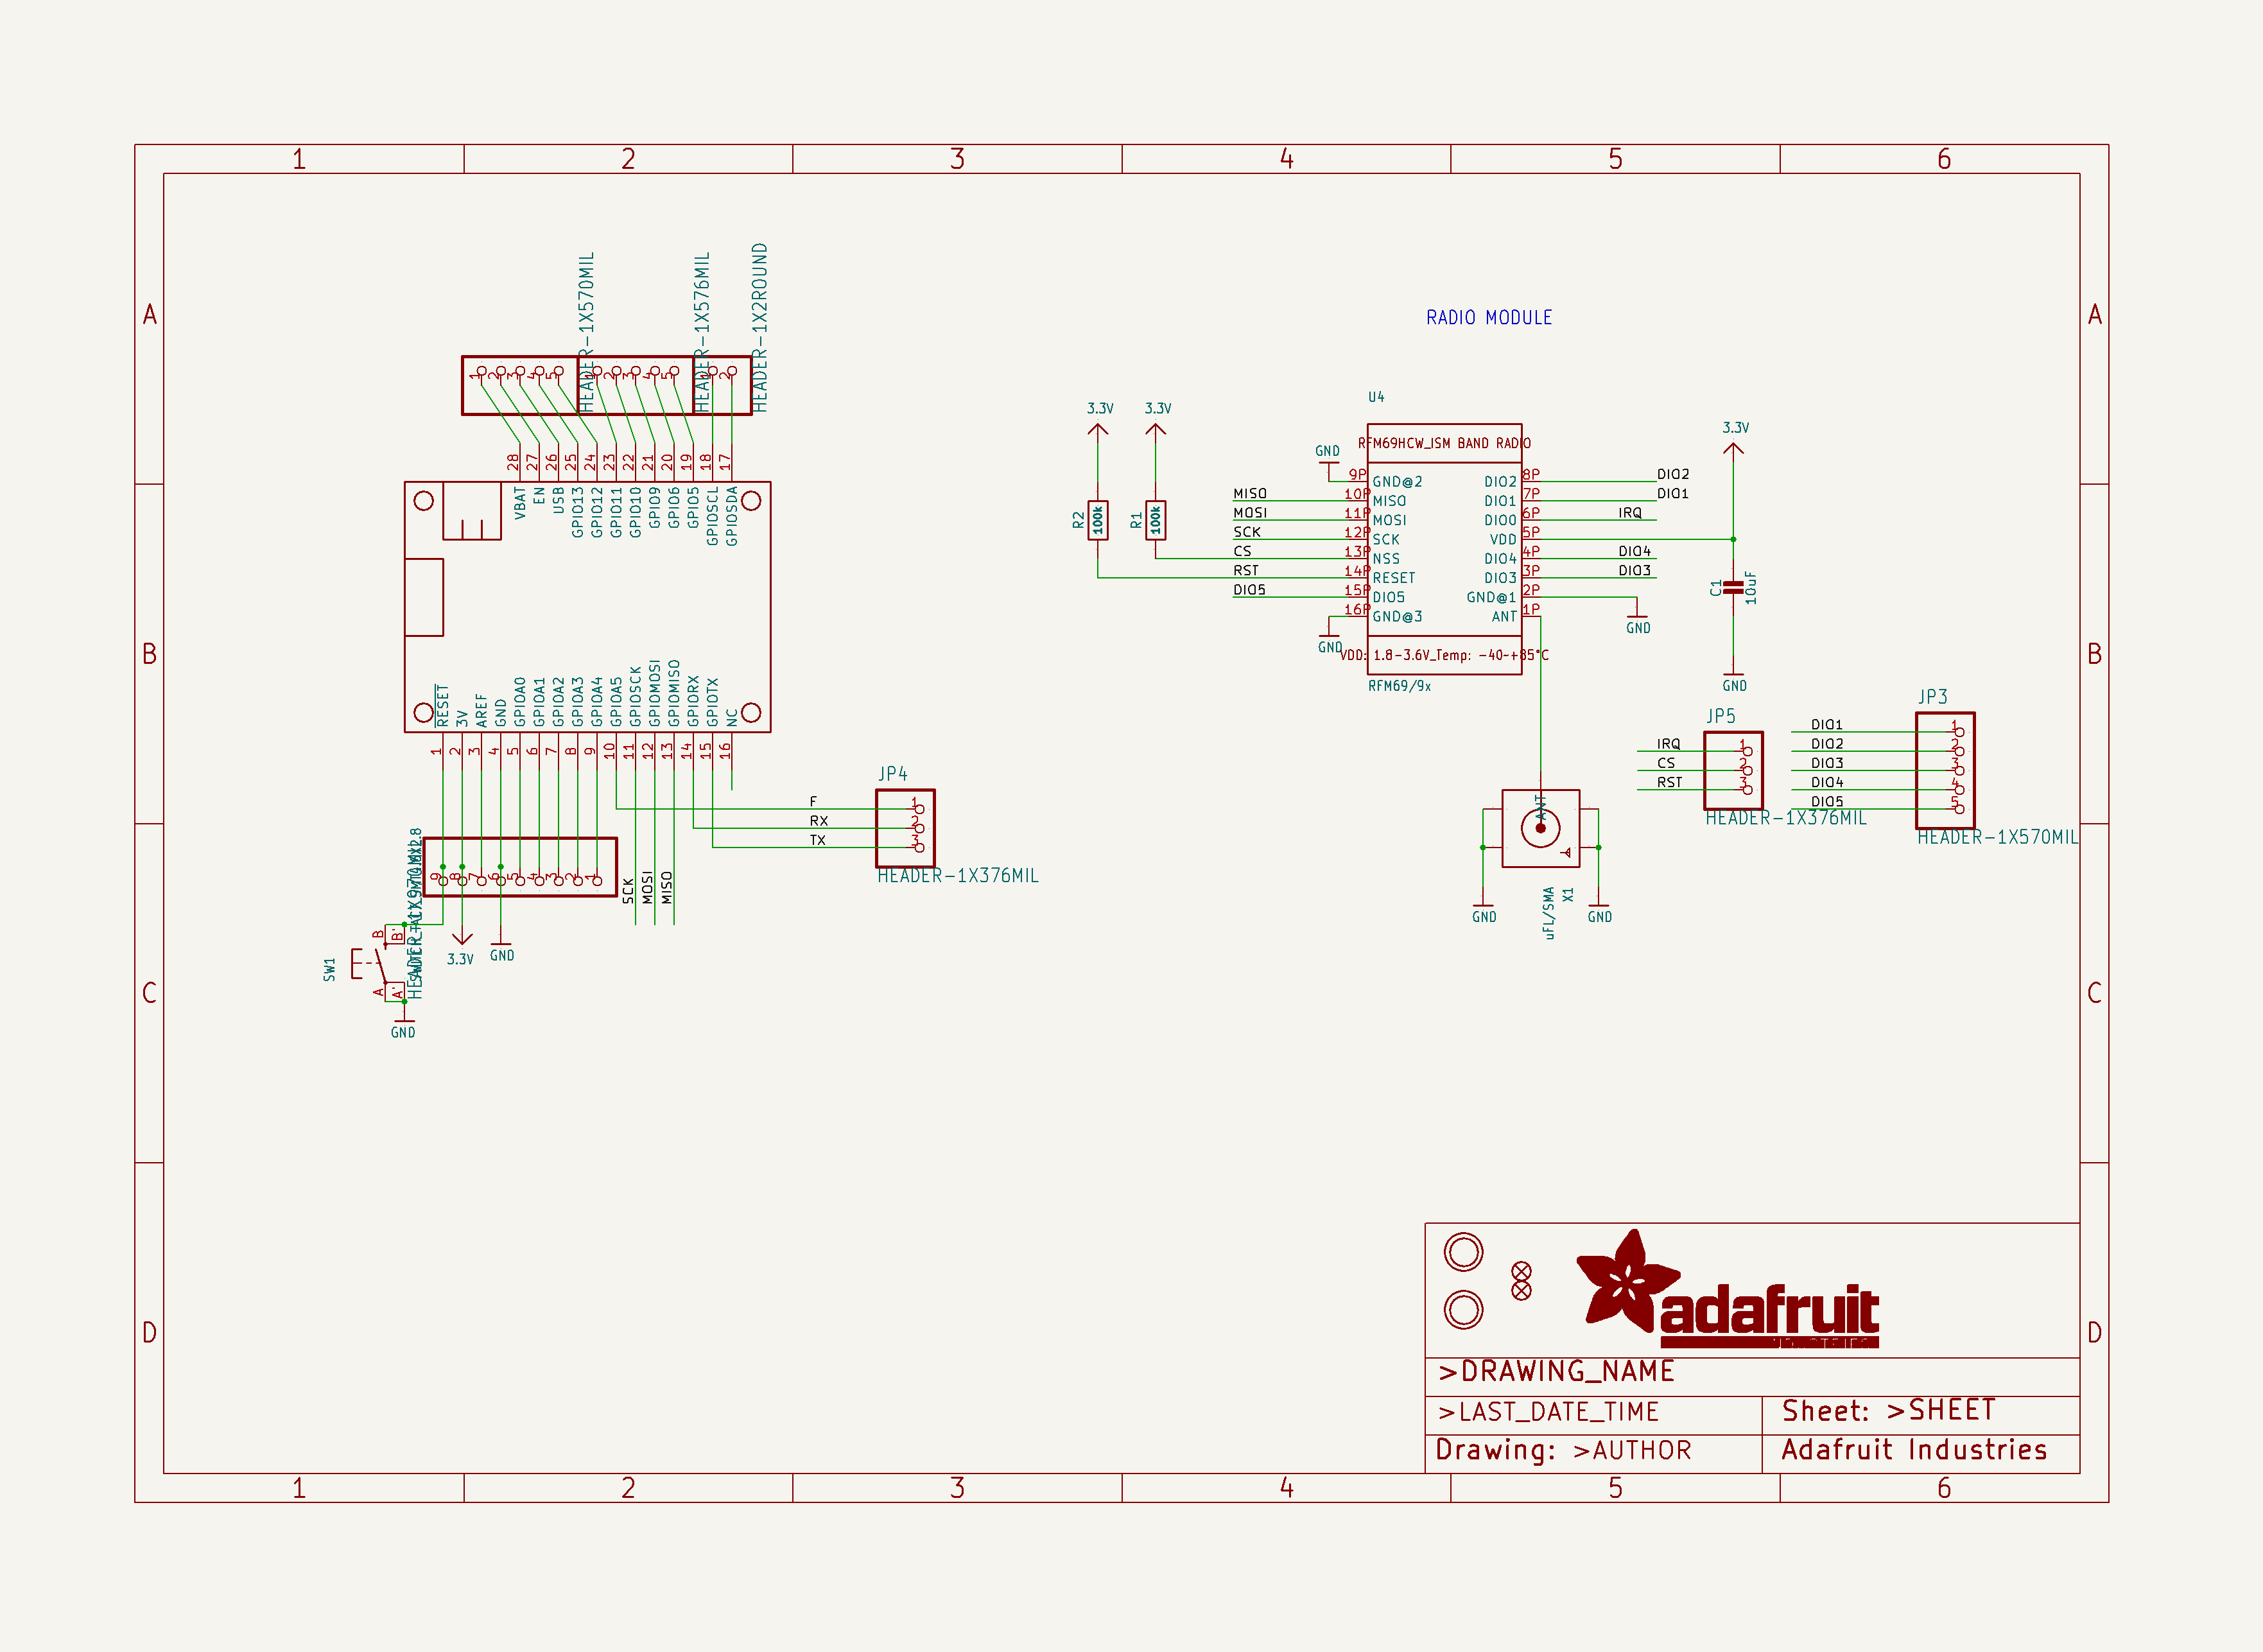 1 2 3 4 5 6
A A
B B
C C
D D
1 2 3 4 5 6
HEADER-1X570MIL
HEADER-1X576MIL
HEADER-1X2ROUND
1 2 3 4 5
1 2 3 4 5
1 2
28 27 26 25 24 23 22 21 20 19 18 17
VBAT
EN
USB
GPIO13
GPIO12
GPIO11
GPIO10
GPIO9
GPIO6
GPIO5
GPIOSCL
GPIOSDA
RESET
3V
AREF
GND
GPIOA0
GPIOA1
GPIOA2
GPIOA3
GPIOA4
GPIOA5
GPIOSCK
GPIOMOSI
GPIOMISO
GPIORX
GPIOTX
NC
1 2 3 4 5 6 7 8 9 10 11 12 13 14 15 16
9 8 7 6 5 4 3 2 1
SCK
MOSI
MISO
3.3V
GND
SW1
B B'
A A'
GND
JP4
F 1
RX 2
TX 3
HEADER-1X376MIL
RADIO MODULE
3.3V
3.3V
R2
100k
R1
100k
U4
RFM69HCW_ISM BAND RADIO
GND
9P GND@2
MISO 10P MISO
MOSI 11P MOSI
SCK 12P SCK
CS 13P NSS
RST 14P RESET
DIO5 15P DIO5
16P GND@3
GND
DIO2 8P DIO2
DIO1 7P DIO1
DIO0 6P IRQ
VDD 5P
DIO4 4P DIO4
DIO3 3P DIO3
GND@1 2P
ANT 1P
GND
VDD: 1.8-3.6V_Temp: -40~+85°C
RFM69/9x
3.3V
C1
10uF
GND
ANT
GND
GND
uFL/SMA
X1
JP5
IRQ 1
CS 2
RST 3
HEADER-1X376MIL
JP3
DIO1 1
DIO2 2
DIO3 3
DIO4 4
DIO5 5
HEADER-1X570MIL
adafruit
>DRAWING_NAME
>LAST_DATE_TIME
Sheet: >SHEET
Drawing: >AUTHOR
Adafruit Industries